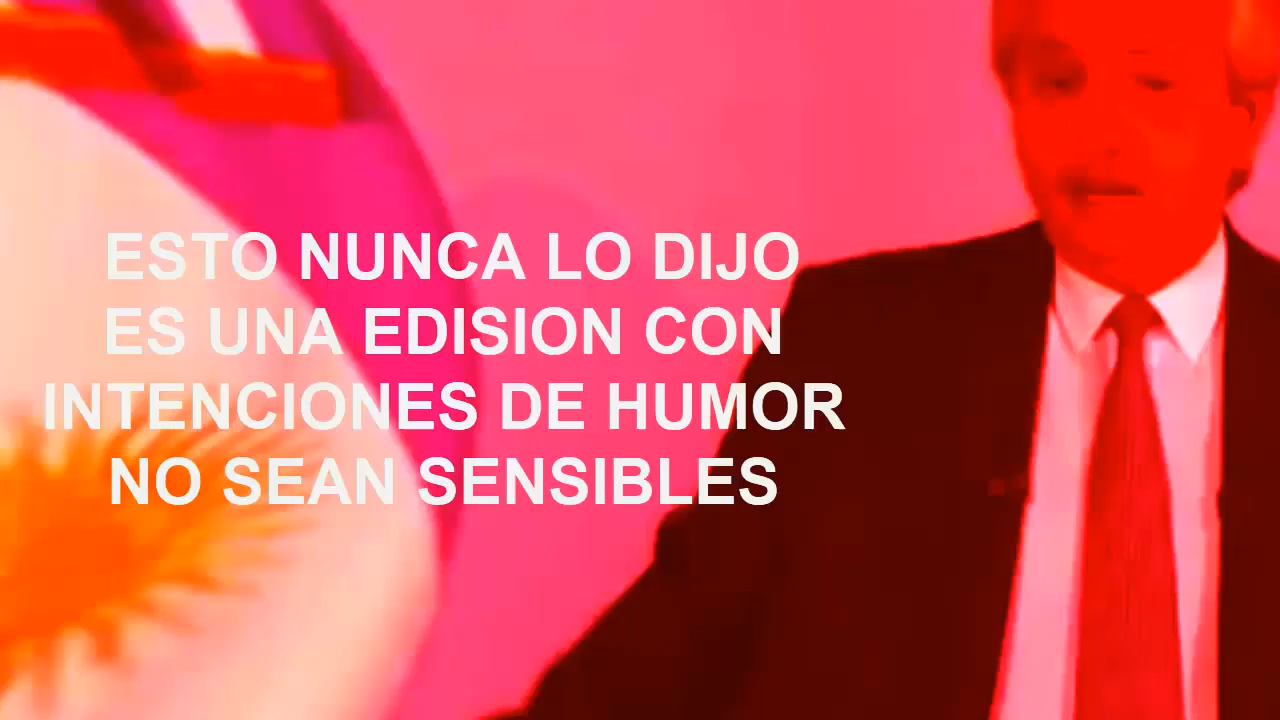 ESTO NUNCA LO DIJO
ES UNA EDISION CON
INTENCIONES DE HUMOR
NO SEAN SENSIBLES